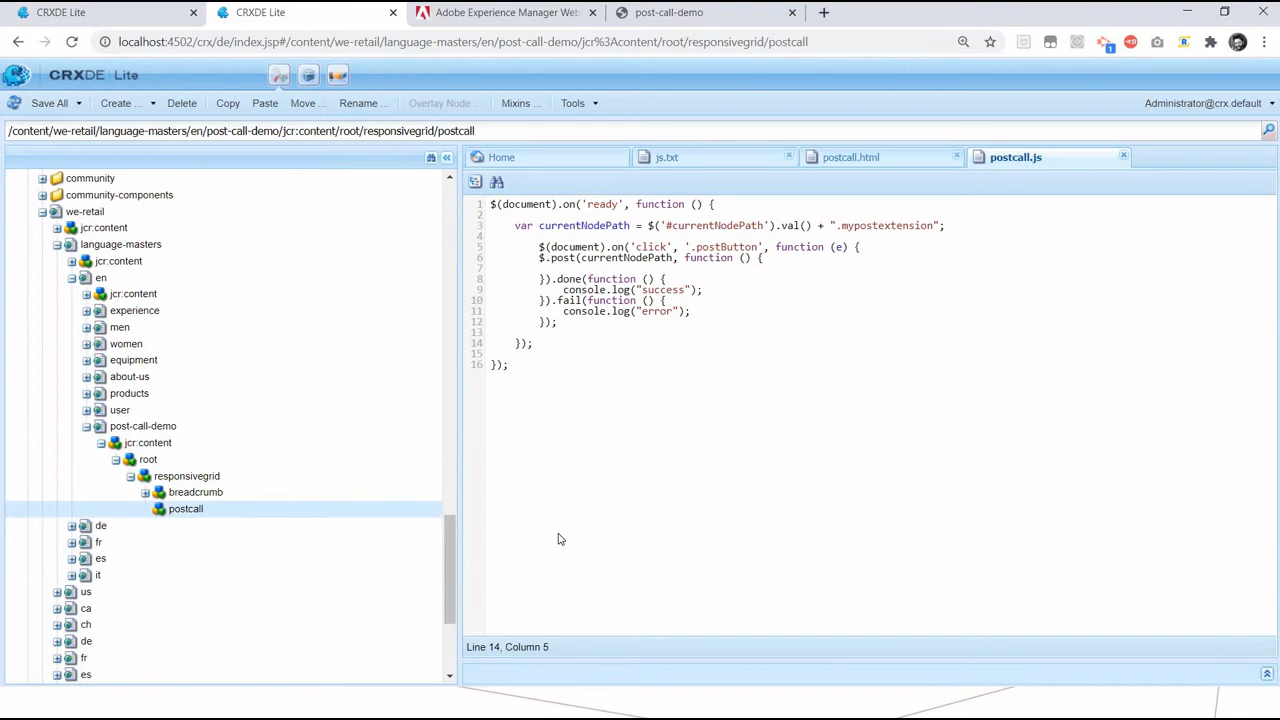 CRXDE Lite
CRXDE Lite
Adobe Experience Manager Web
post-call-demo
localhost:4502/crx/de/index.jsp#/content/we-retail/language-masters/en/post-call-demo/jcr%3Acontent/root/responsivegrid/postcall
1
CRXDE Lite
Save All
Create ...
Delete
Copy
Paste
Move ...
Rename ...
Overlay Node ...
Mixins ...
Tools
Administrator@crx.default
/content/we-retail/language-masters/en/post-call-demo/jcr:content/root/responsivegrid/postcall
Home
js.txt
postcall.html
postcall.js
community
community-components
we-retail
jcr:content
language-masters
jcr:content
en
jcr:content
experience
men
women
equipment
about-us
products
user
post-call-demo
jcr:content
root
responsivegrid
breadcrumb
postcall
de
fr
es
it
us
ca
ch
de
fr
es
1 $(document).on('ready', function () {
2
3 var currentNodePath = $('#currentNodePath').val() + ".mypostextension";
4
5 $(document).on('click', '.postButton', function (e) {
6 $.post(currentNodePath, function () {
7
8 }).done(function () {
9 console.log("success");
10 }).fail(function () {
11 console.log("error");
12 });
13
14 });
15
16 });
Line 14, Column 5